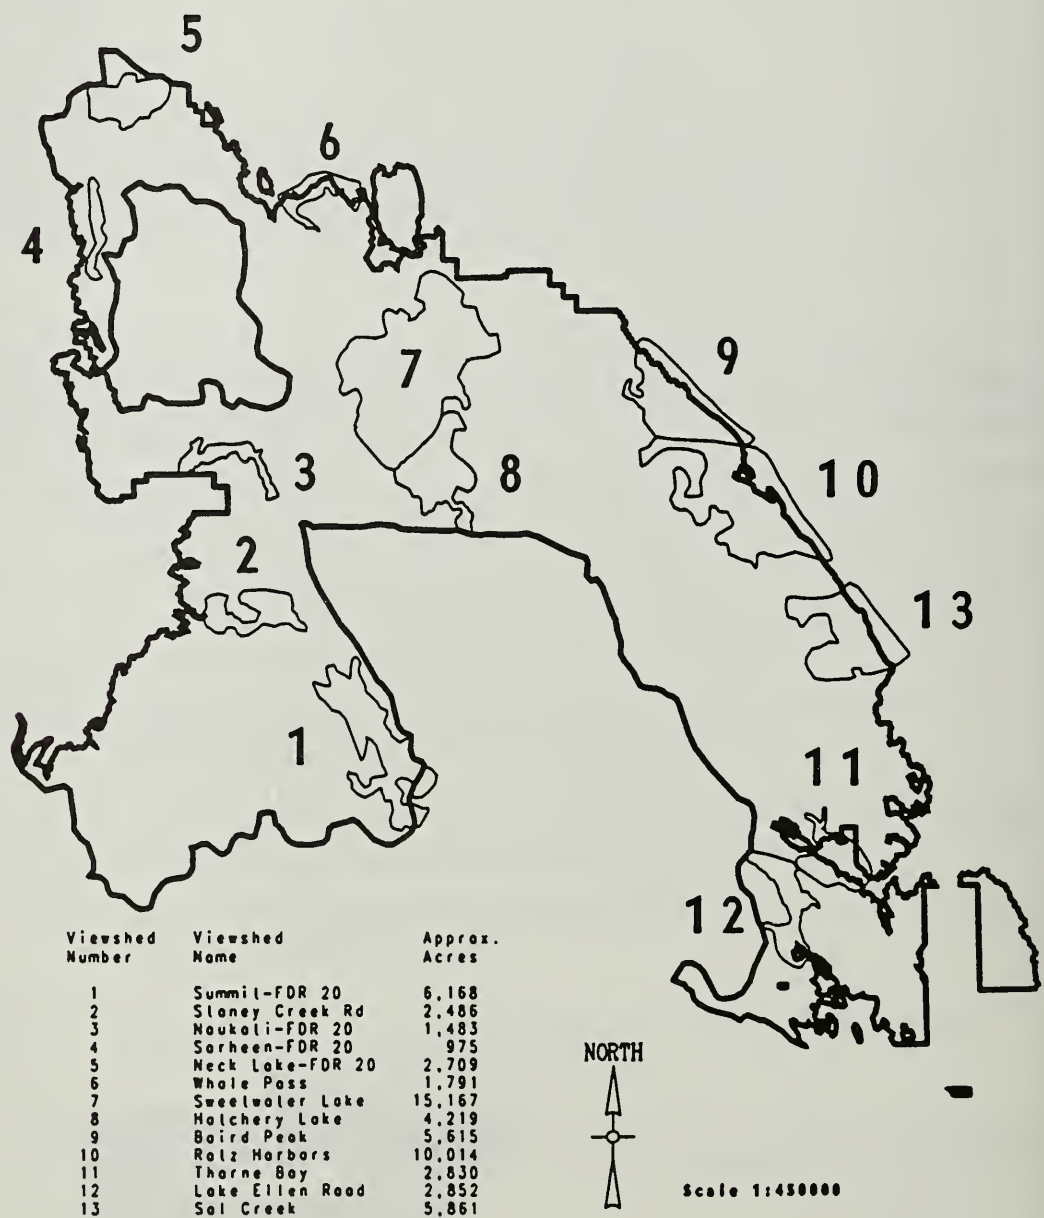 5
6
4
9
7
10
3
8
2
13
1
11
12
Viewshed Viewshed Approx.
Number Name Acres
1 Summit-FDR 20 6,168
2 Staney Creek Rd 2,486
3 Naukati-FDR 20 1,483
4 Sarheen-FDR 20 975
5 Neck Lake-FDR 20 2,709
6 Whale Pass 1,791
7 Sweetwater Lake 15,167
8 Hatchery Lake 4,219
9 Baird Peak 5,615
10 Ratz Harbors 10,014
11 Thorne Bay 2,830
12 Lake Ellen Road 2,852
13 Sal Creek 5,861
NORTH
Scale 1:450000